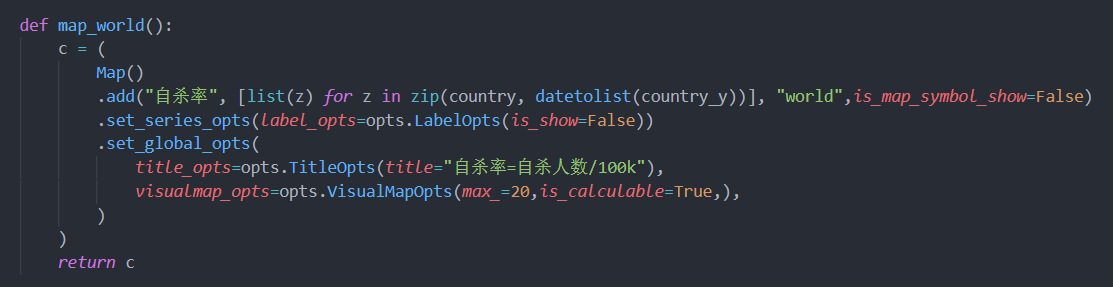 def map_world():
    c = (
        Map()
        .add("自杀率", [list(z) for z in zip(country, datetolist(country_y))], "world",is_map_symbol_show=False)
        .set_series_opts(label_opts=opts.LabelOpts(is_show=False))
        .set_global_opts(
            title_opts=opts.TitleOpts(title="自杀率=自杀人数/100k"),
            visualmap_opts=opts.VisualMapOpts(max_=20,is_calculable=True,),
        )
    )
    return c